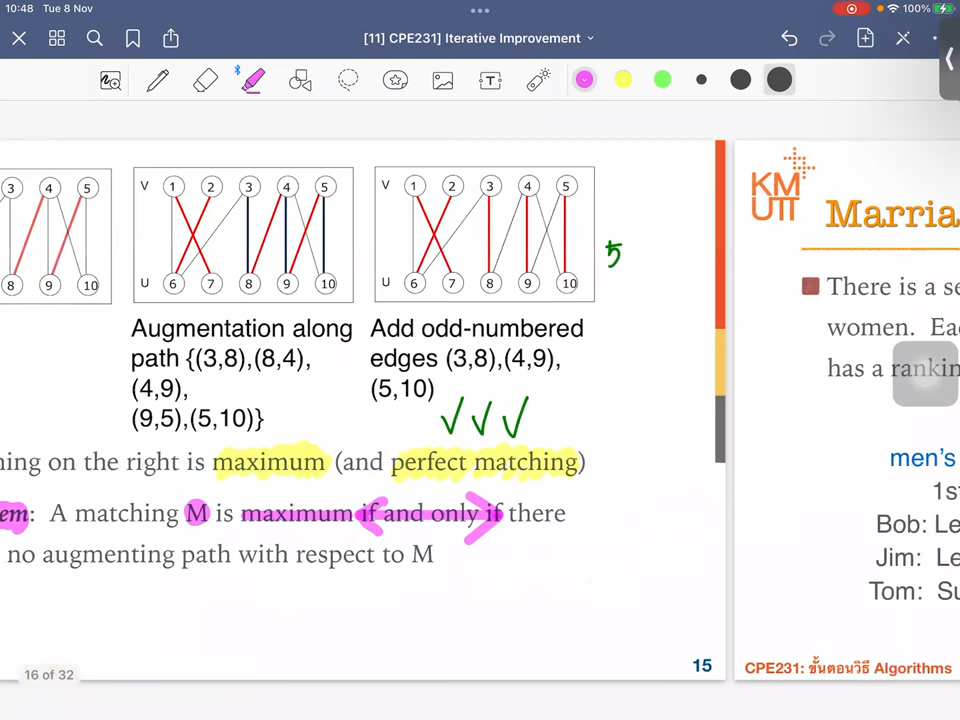 10:48 Tue 8 Nov 100%
[11] CPE231] Iterative Improvement
3 4 5
8 9 10
V 1 2 3 4 5
U 6 7 8 9 10
V 1 2 3 4 5
U 6 7 8 9 10
5
Augmentation along
path {(3,8),(8,4),
(4,9),
(9,5),(5,10)}
Add odd-numbered
edges (3,8),(4,9),
(5,10)
ning on the right is maximum (and perfect matching)
em: A matching M is maximum if and only if there
no augmenting path with respect to M
16 of 32
15
KM
UTT
Marria
There is a se
women. Eac
has a rankin
men's
1st
Bob: Le
Jim: Le
Tom: Su
CPE231: ขั้นตอนวิธี Algorithms